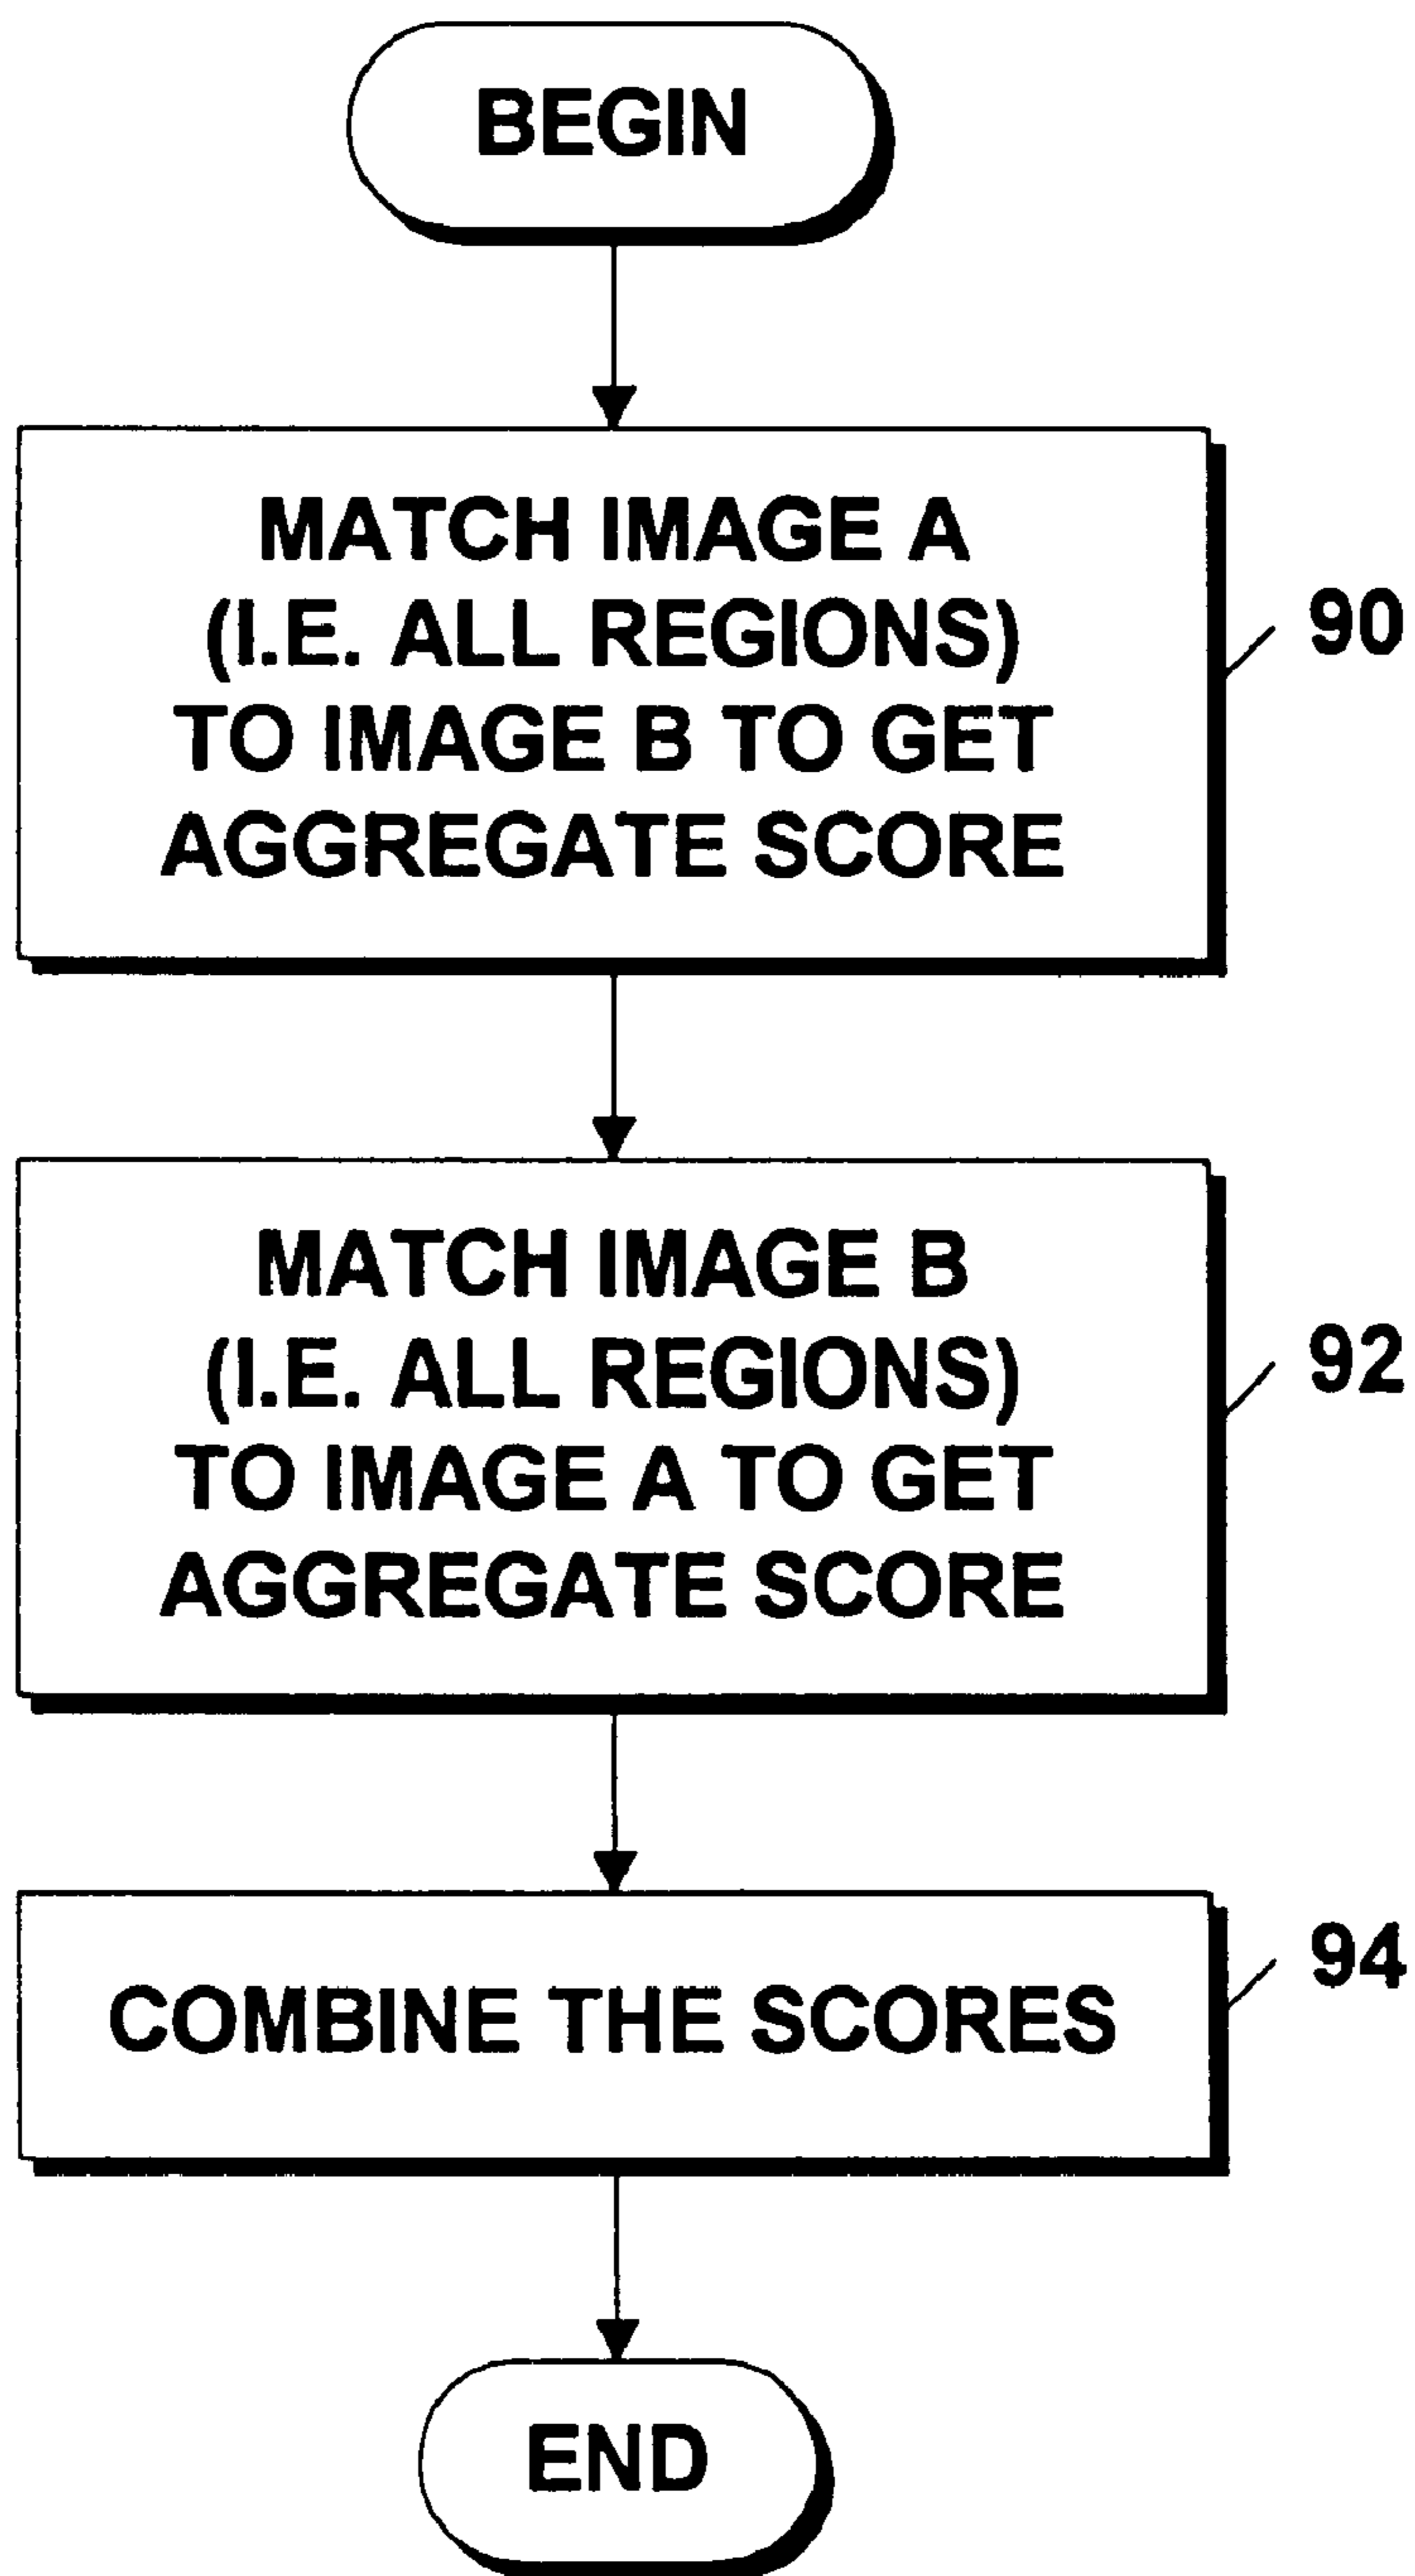 BEGIN
MATCH IMAGE A
(I.E. ALL REGIONS)
TO IMAGE B TO GET
AGGREGATE SCORE
90
MATCH IMAGE B
(I.E. ALL REGIONS)
TO IMAGE A TO GET
AGGREGATE SCORE
92
COMBINE THE SCORES
94
END